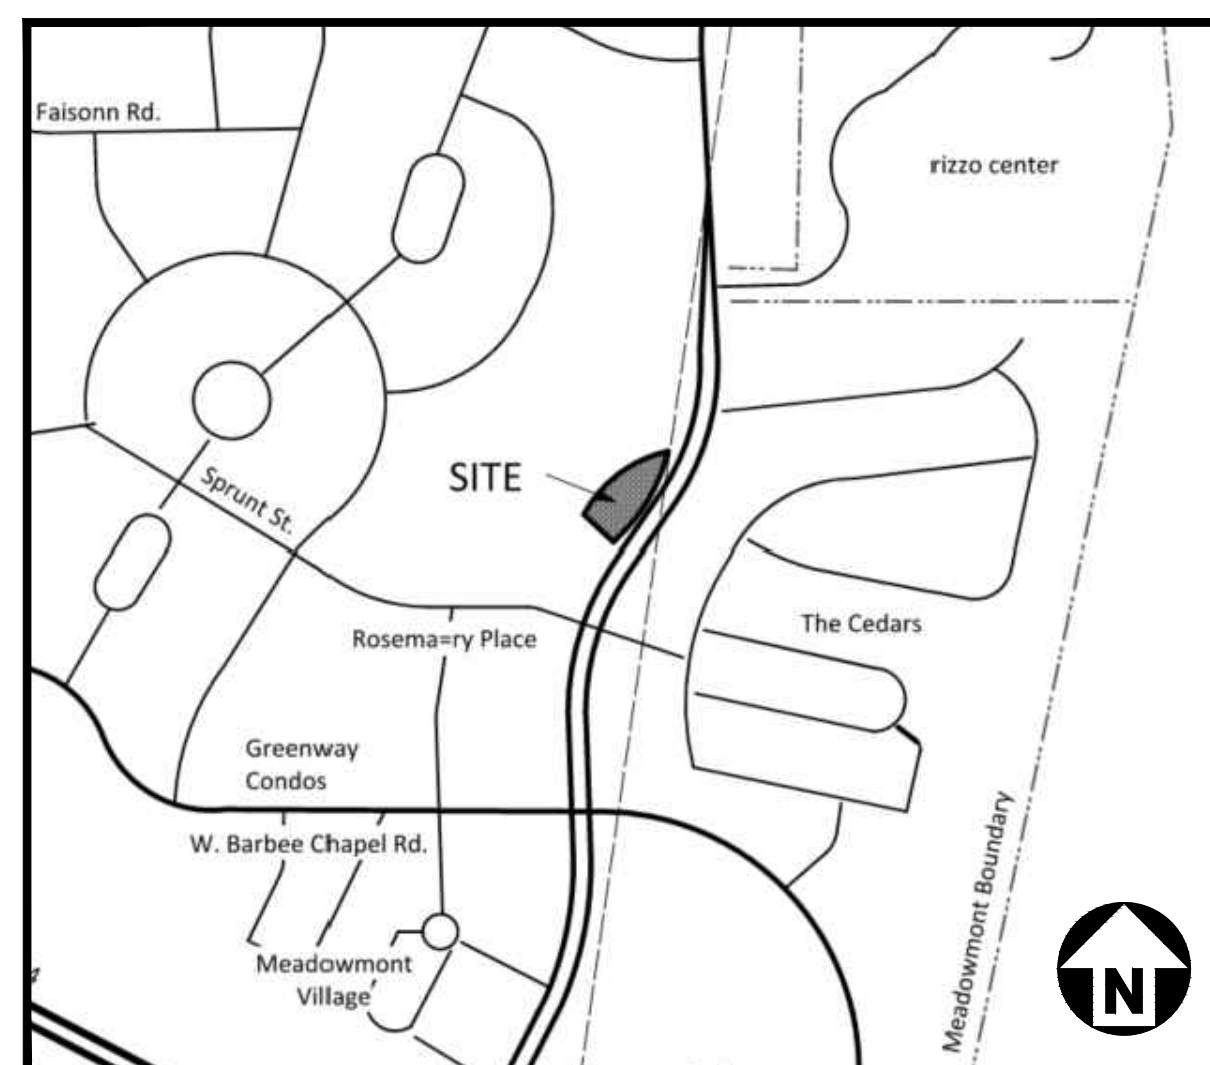 Faisonn Rd.
rizzo center
SITE
Sprunt St.
The Cedars
Rosema=ry Place
Greenway
Condos
W. Barbee Chapel Rd.
Meadowmont Boundary
Meadowmont
Village
N